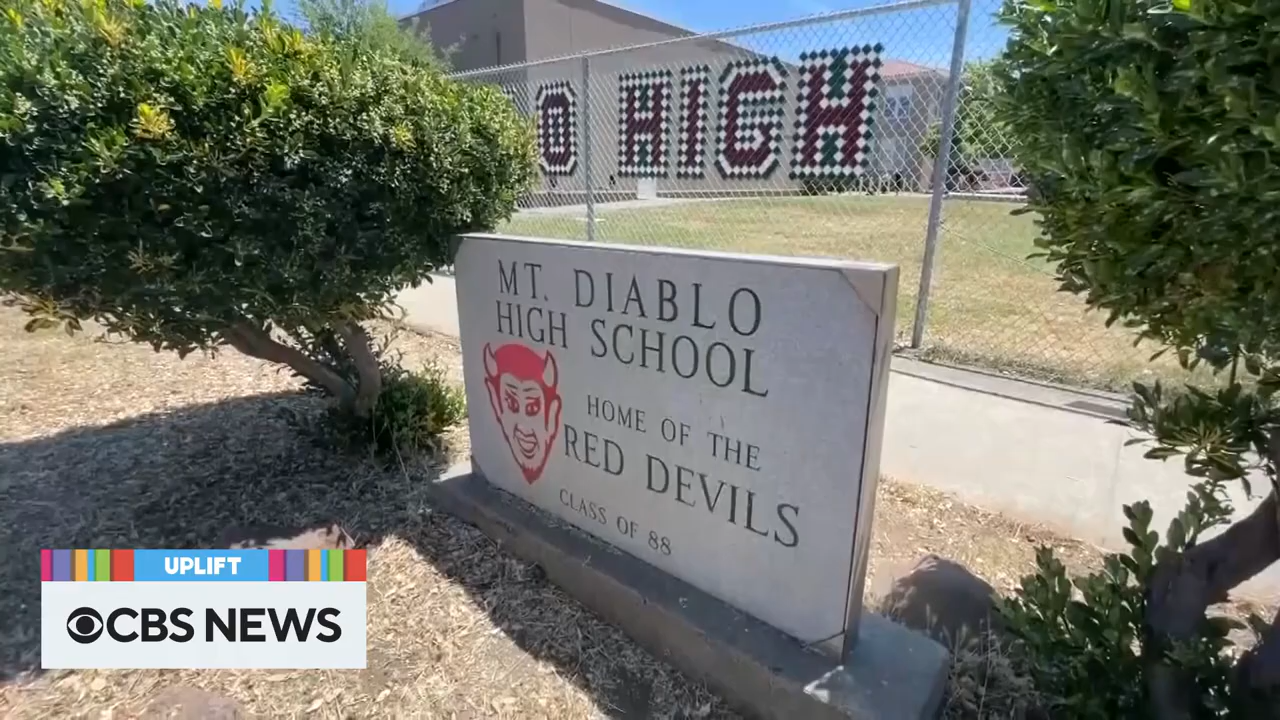 O HIGH
MT. DIABLO
HIGH SCHOOL
HOME OF THE
RED DEVILS
CLASS OF 88
UPLIFT
CBS NEWS